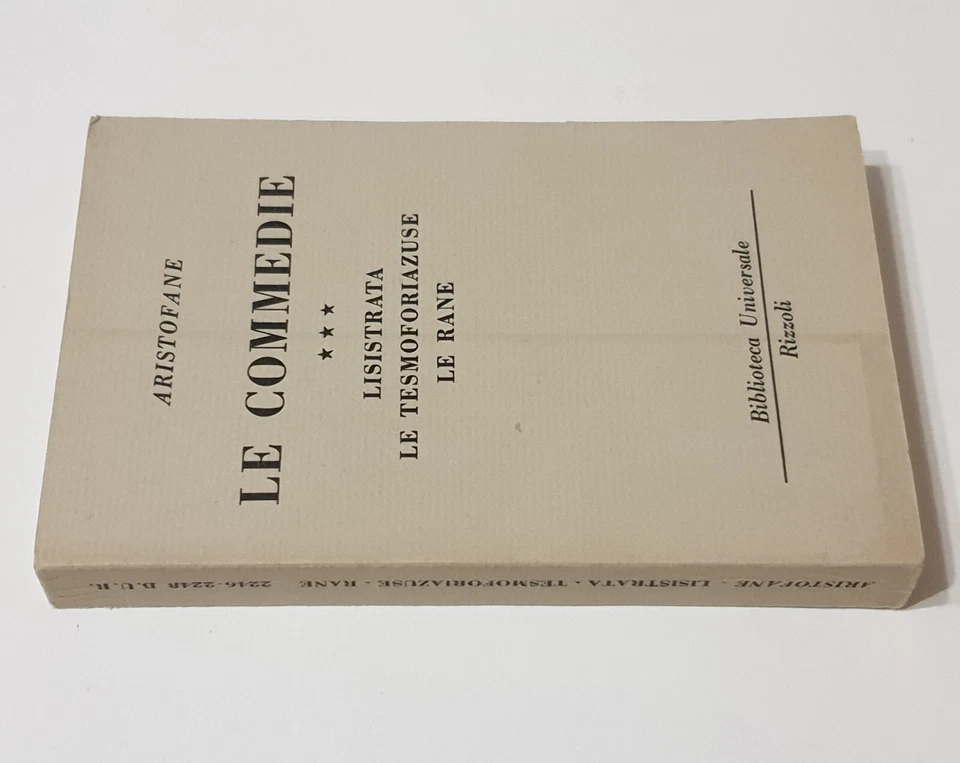 ARISTOFANE
LE COMMEDIE
★ ★ ★
LISISTRATA
LE TESMOFORIAZUSE
LE RANE
Biblioteca Universale
Rizzoli
ARISTOFANE · LISISTRATA · TESMOFORIAZUSE · RANE 2246-2248 B.U.R.